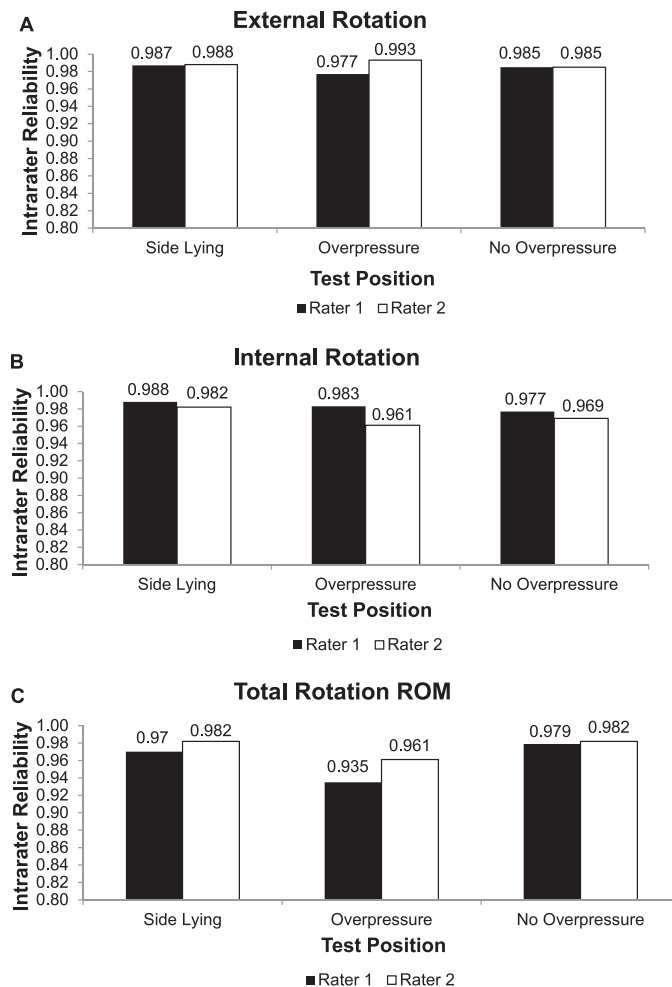 A
External Rotation
Intrarater Reliability
1.00
0.98
0.96
0.94
0.92
0.90
0.88
0.86
0.84
0.82
0.80
0.987 0.988 0.977 0.993 0.985 0.985
Side Lying Overpressure No Overpressure
Test Position
Rater 1 Rater 2
B
Internal Rotation
Intrarater Reliability
1.00
0.98
0.96
0.94
0.92
0.90
0.88
0.86
0.84
0.82
0.80
0.988 0.982 0.983 0.961 0.977 0.969
Side Lying Overpressure No Overpressure
Test Position
Rater 1 Rater 2
C
Total Rotation ROM
Intrarater Reliability
1.00
0.98
0.96
0.94
0.92
0.90
0.88
0.86
0.84
0.82
0.80
0.97 0.982 0.935 0.961 0.979 0.982
Side Lying Overpressure No Overpressure
Test Position
Rater 1 Rater 2